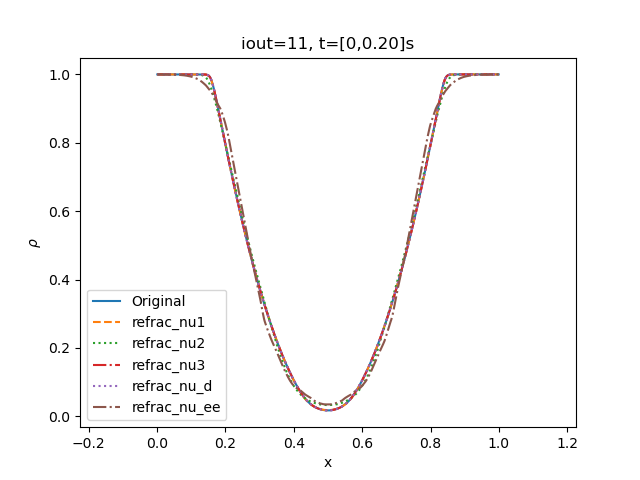 iout=11, t=[0,0.20]s
1.0
0.8
0.6
0.4
0.2
0.0
ρ
Original
refrac_nu1
refrac_nu2
refrac_nu3
refrac_nu_d
refrac_nu_ee
−0.2 0.0 0.2 0.4 0.6 0.8 1.0 1.2
x